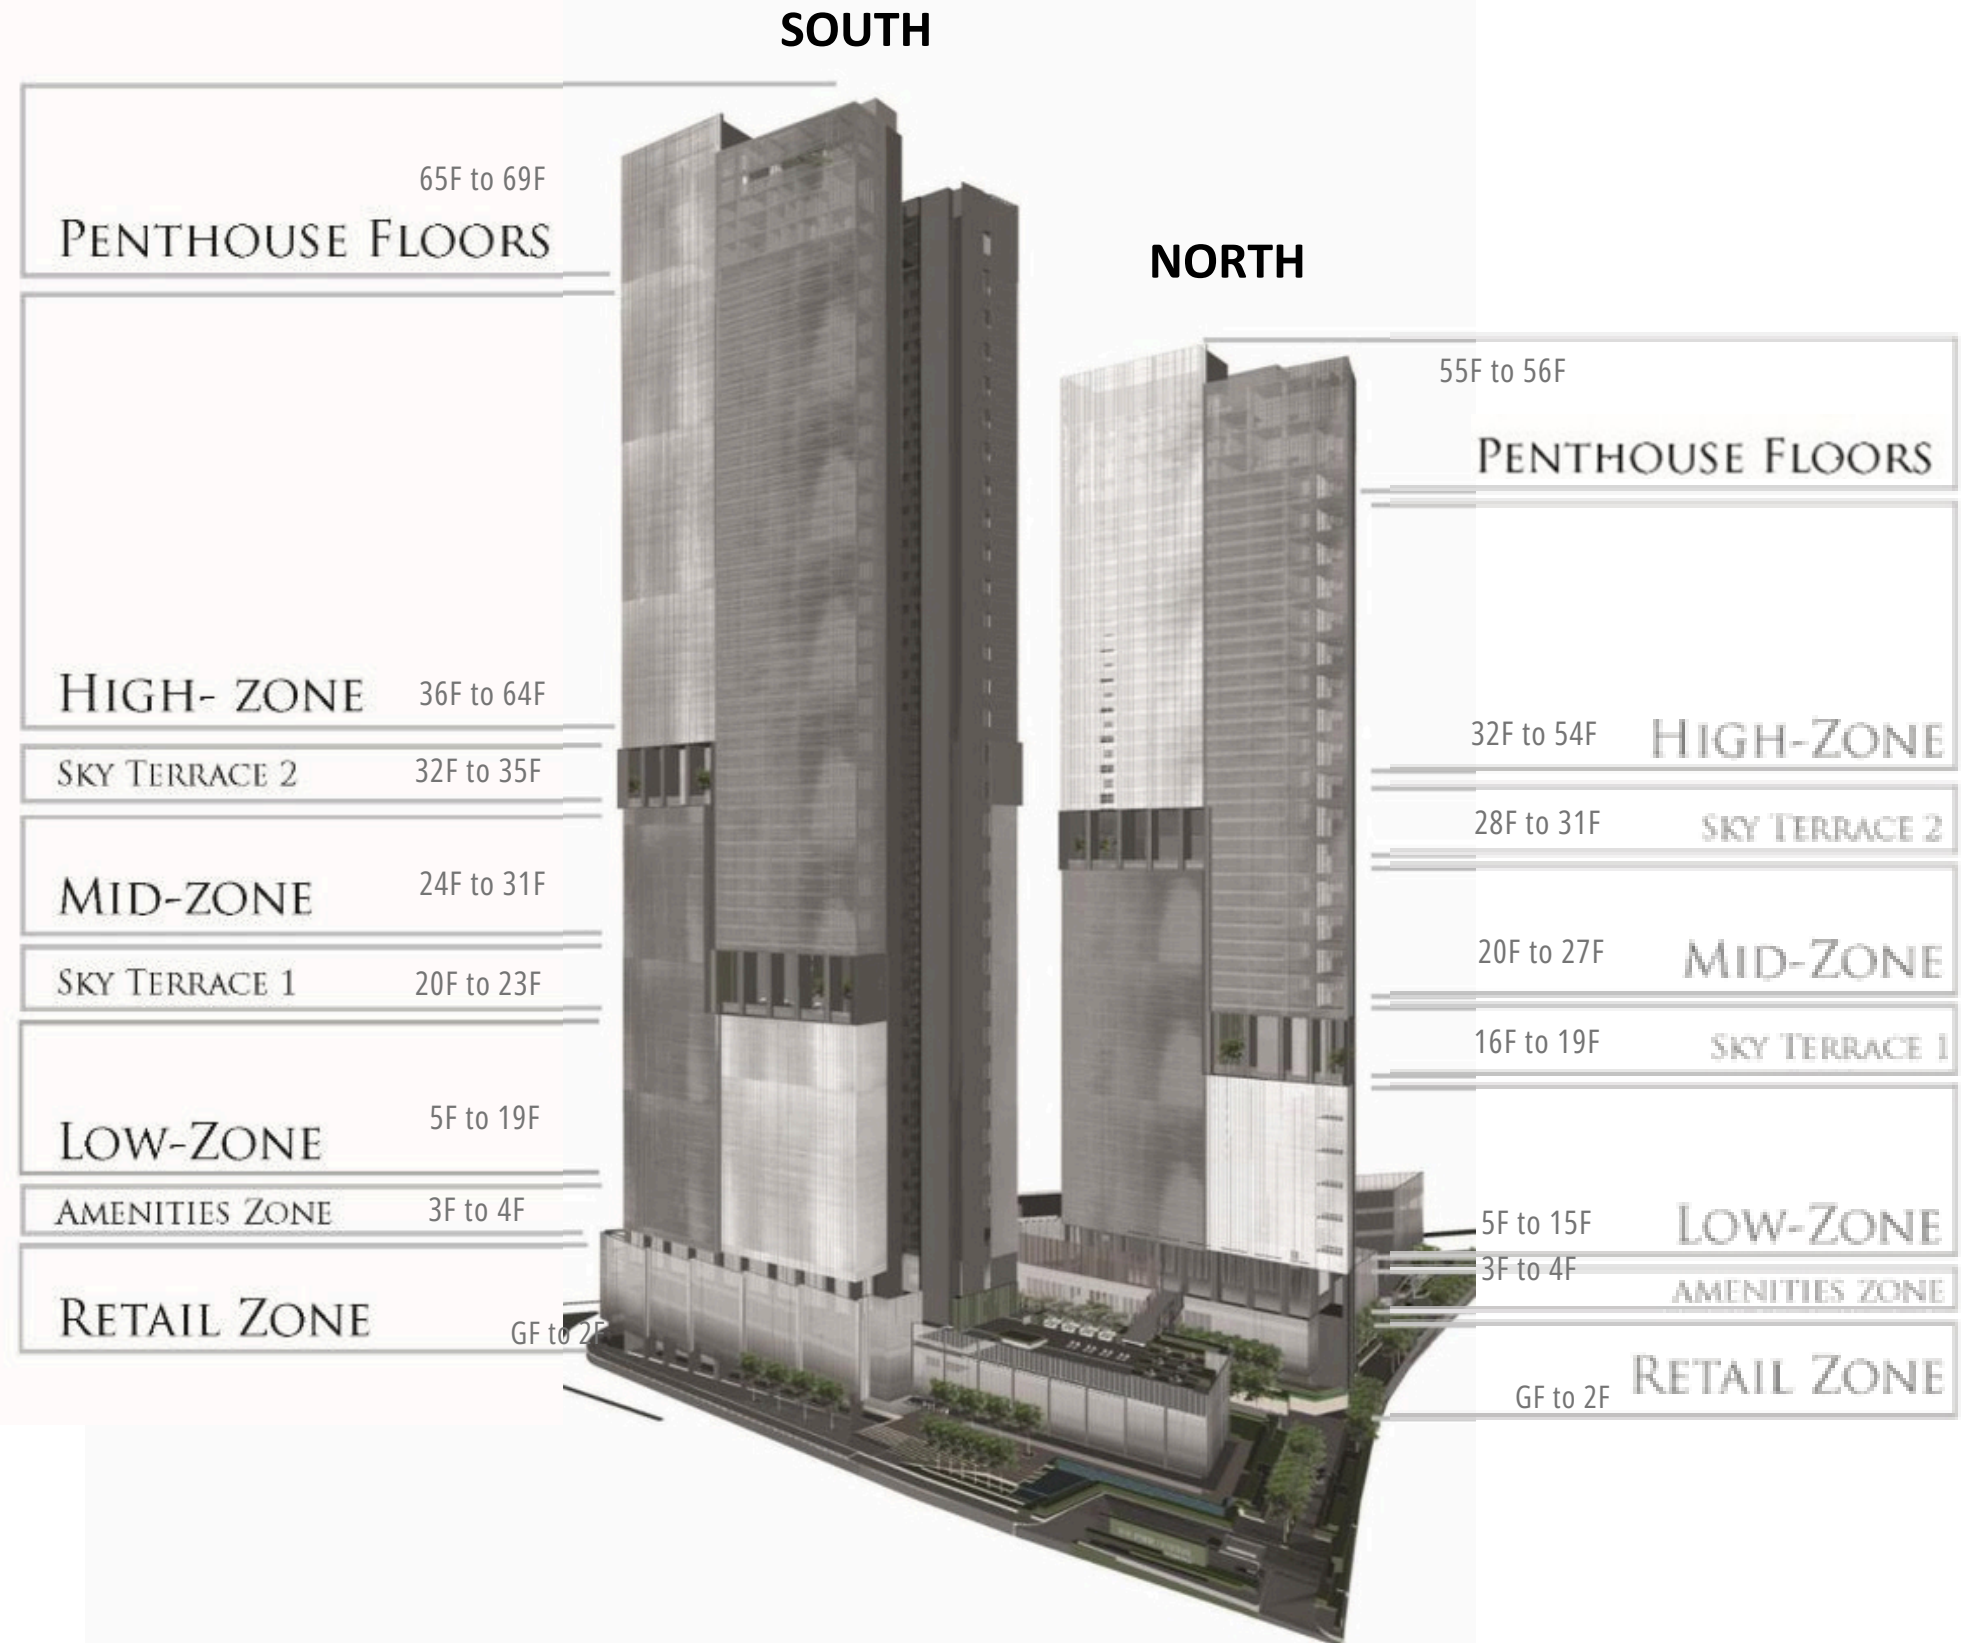 SOUTH
65F to 69F
PENTHOUSE FLOORS
HIGH- ZONE 36F to 64F
SKY TERRACE 2 32F to 35F
MID-ZONE 24F to 31F
SKY TERRACE 1 20F to 23F
LOW-ZONE 5F to 19F
AMENITIES ZONE 3F to 4F
RETAIL ZONE GF to 2F
NORTH
55F to 56F
PENTHOUSE FLOORS
32F to 54F HIGH-ZONE
28F to 31F SKY TERRACE 2
20F to 27F MID-ZONE
16F to 19F SKY TERRACE 1
5F to 15F LOW-ZONE
3F to 4F AMENITIES ZONE
GF to 2F RETAIL ZONE